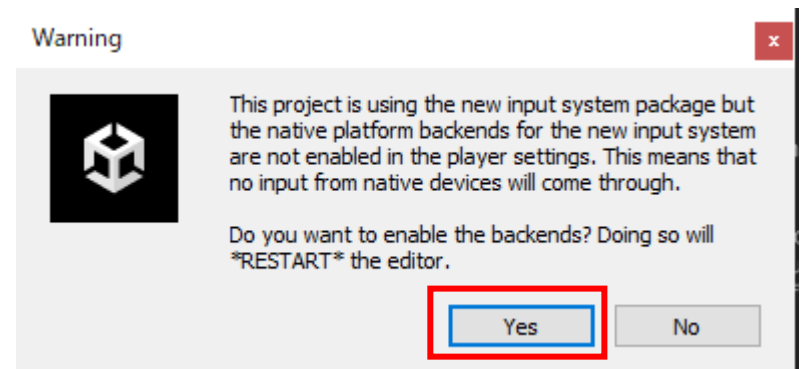 Warning
x
This project is using the new input system package but
the native platform backends for the new input system
are not enabled in the player settings. This means that
no input from native devices will come through.
Do you want to enable the backends? Doing so will
*RESTART* the editor.
Yes
No